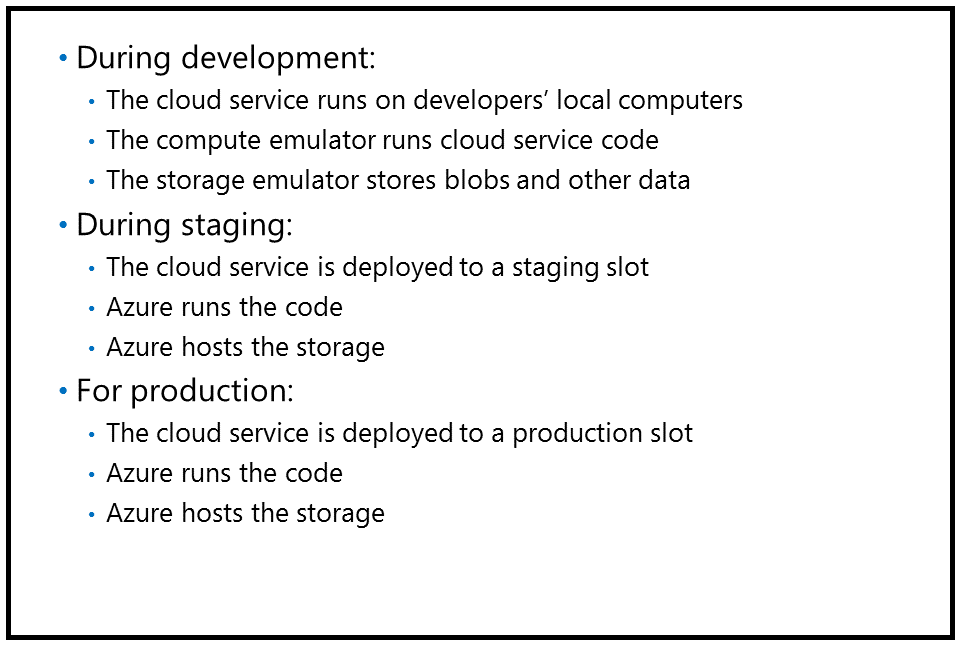 • During development:
• The cloud service runs on developers’ local computers
• The compute emulator runs cloud service code
• The storage emulator stores blobs and other data
• During staging:
• The cloud service is deployed to a staging slot
• Azure runs the code
• Azure hosts the storage
• For production:
• The cloud service is deployed to a production slot
• Azure runs the code
• Azure hosts the storage